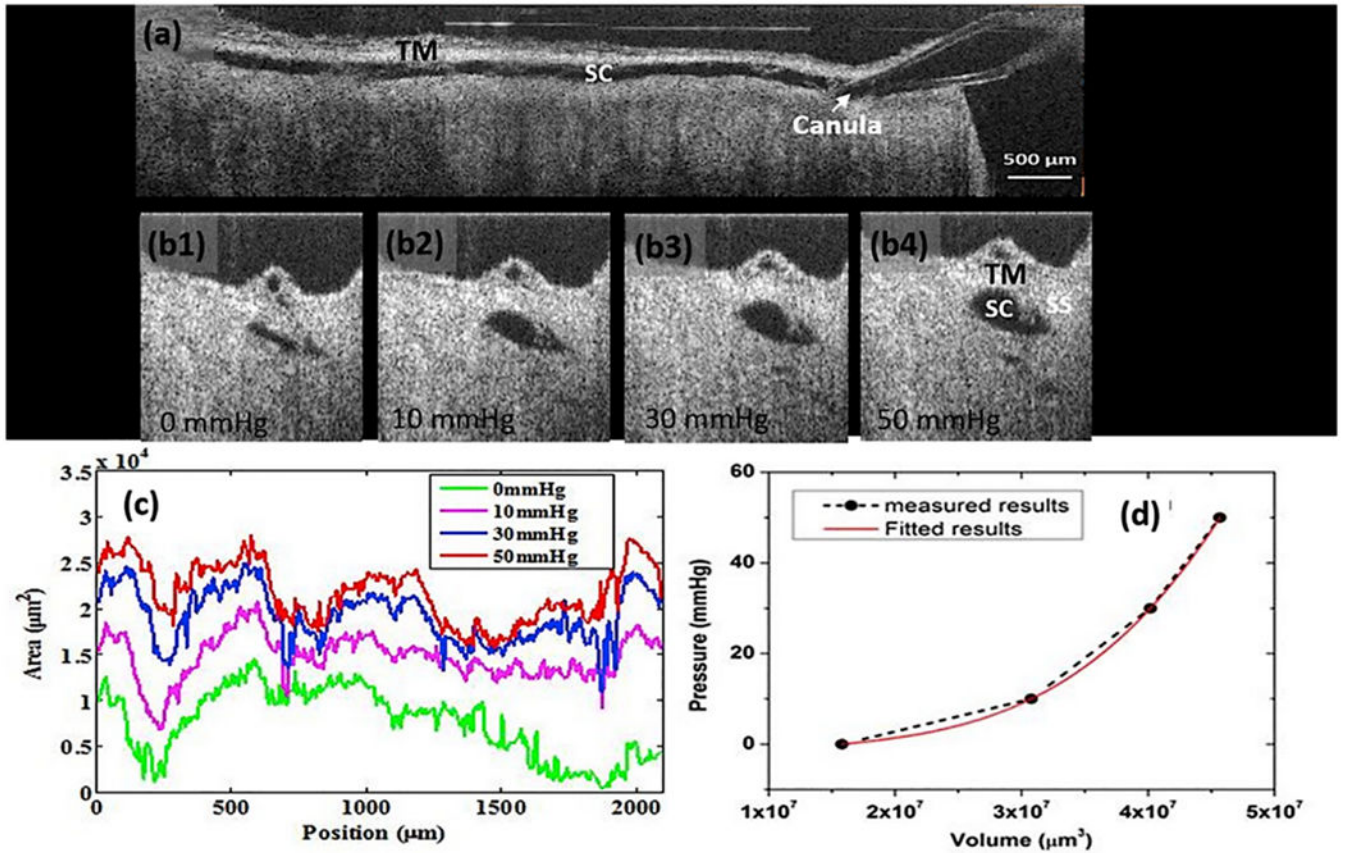 (a)
TM
SC
Canula
500 μm
(b1)
0 mmHg
(b2)
10 mmHg
(b3)
30 mmHg
(b4)
TM
SC
SS
50 mmHg
x 10⁴
3.5
3
2.5
2
1.5
1
0.5
0
Area (μm²)
(c)
0mmHg
10mmHg
30mmHg
50mmHg
0
500
1000
1500
2000
Position (μm)
60
40
20
0
Pressure (mmHg)
measured results
Fitted results
(d)
1x10⁷
2x10⁷
3x10⁷
4x10⁷
5x10⁷
Volume (μm³)